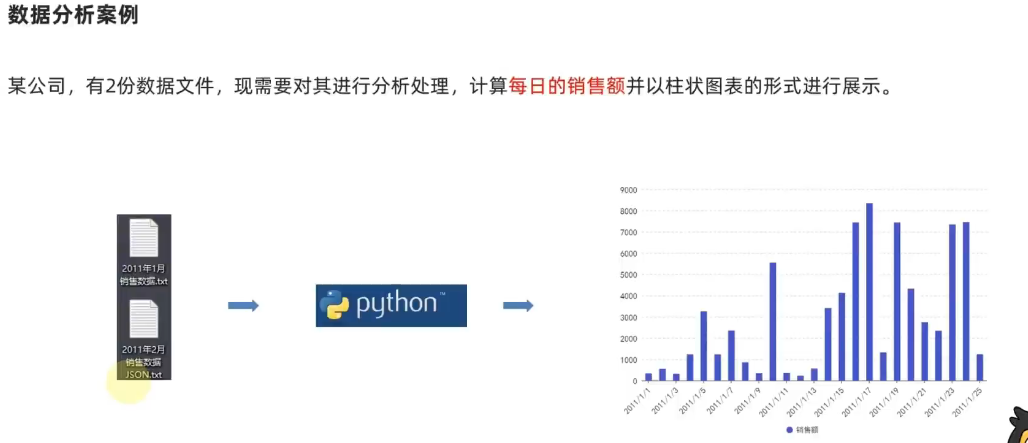 数据分析案例
某公司，有2份数据文件，现需要对其进行分析处理，计算每日的销售额并以柱状图表的形式进行展示。
2011年1月
销售数据.txt
2011年2月
销售数据
JSON.txt
python™
9000
8000
7000
6000
5000
4000
3000
2000
1000
0
2011/1/1
2011/1/3
2011/1/5
2011/1/7
2011/1/9
2011/1/11
2011/1/13
2011/1/15
2011/1/17
2011/1/19
2011/1/21
2011/1/23
2011/1/25
销售额